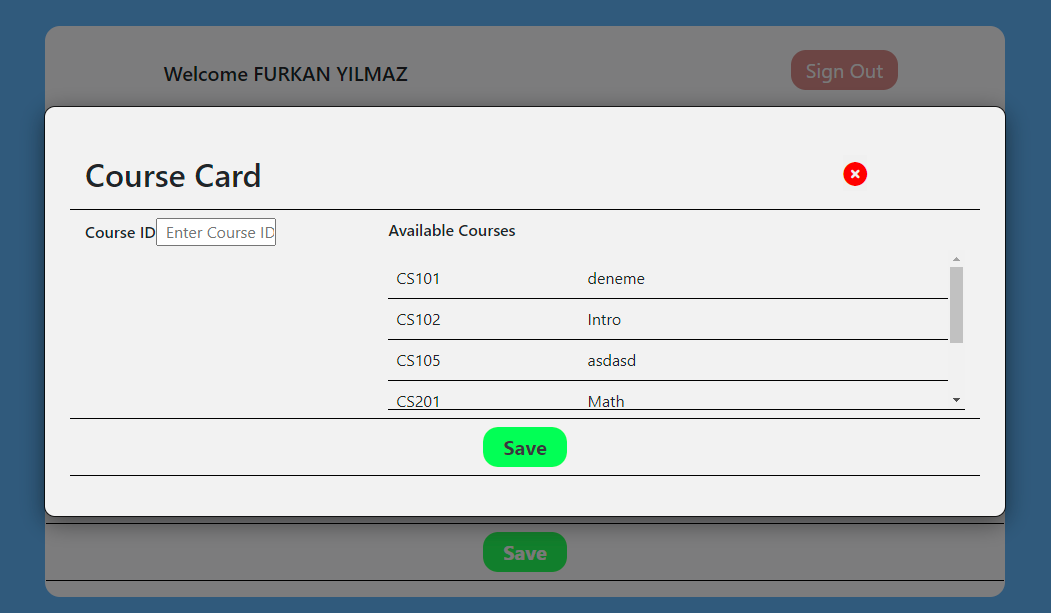 Welcome FURKAN YILMAZ
Sign Out
Course Card
Course ID Enter Course ID
Available Courses
CS101 deneme
CS102 Intro
CS105 asdasd
CS201 Math
Save
Save